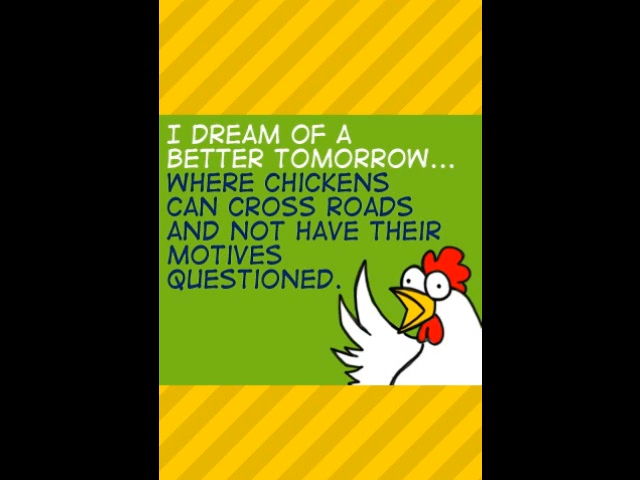 I DREAM OF A
BETTER TOMORROW...
WHERE CHICKENS
CAN CROSS ROADS
AND NOT HAVE THEIR
MOTIVES
QUESTIONED.